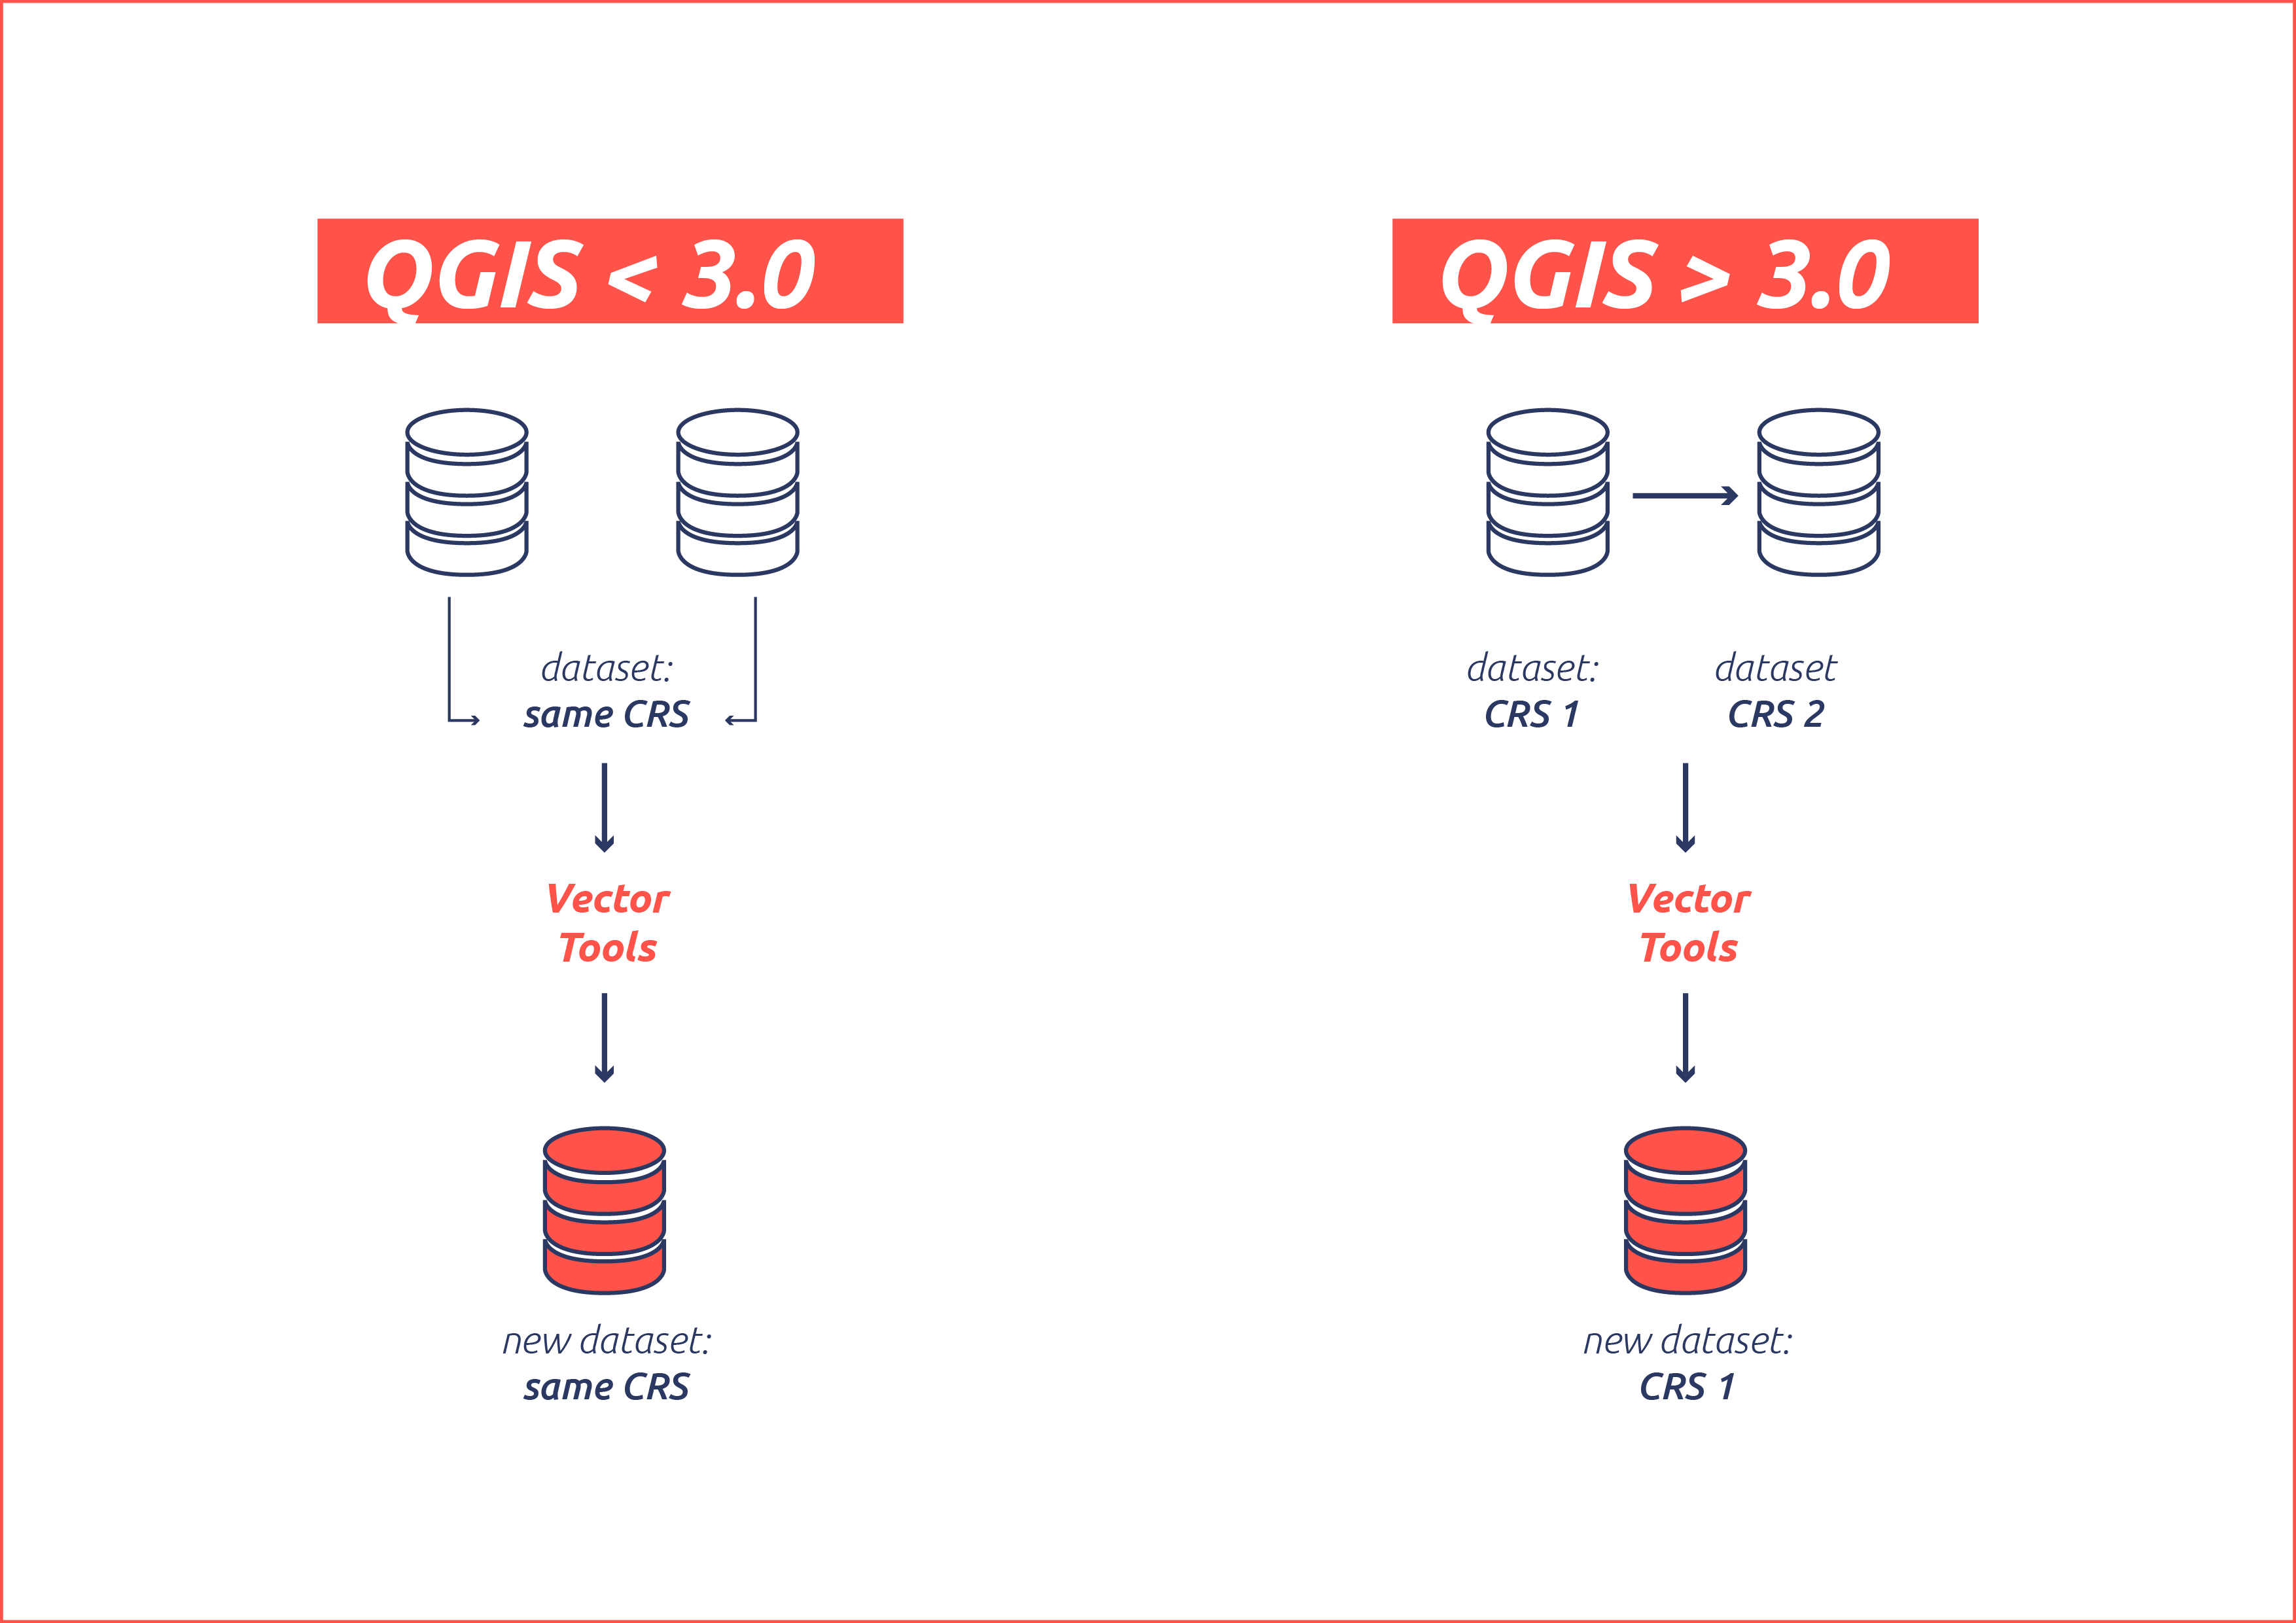 QGIS < 3.0
dataset:
same CRS
Vector
Tools
new dataset:
same CRS
QGIS > 3.0
dataset:
CRS 1
dataset
CRS 2
Vector
Tools
new dataset:
CRS 1